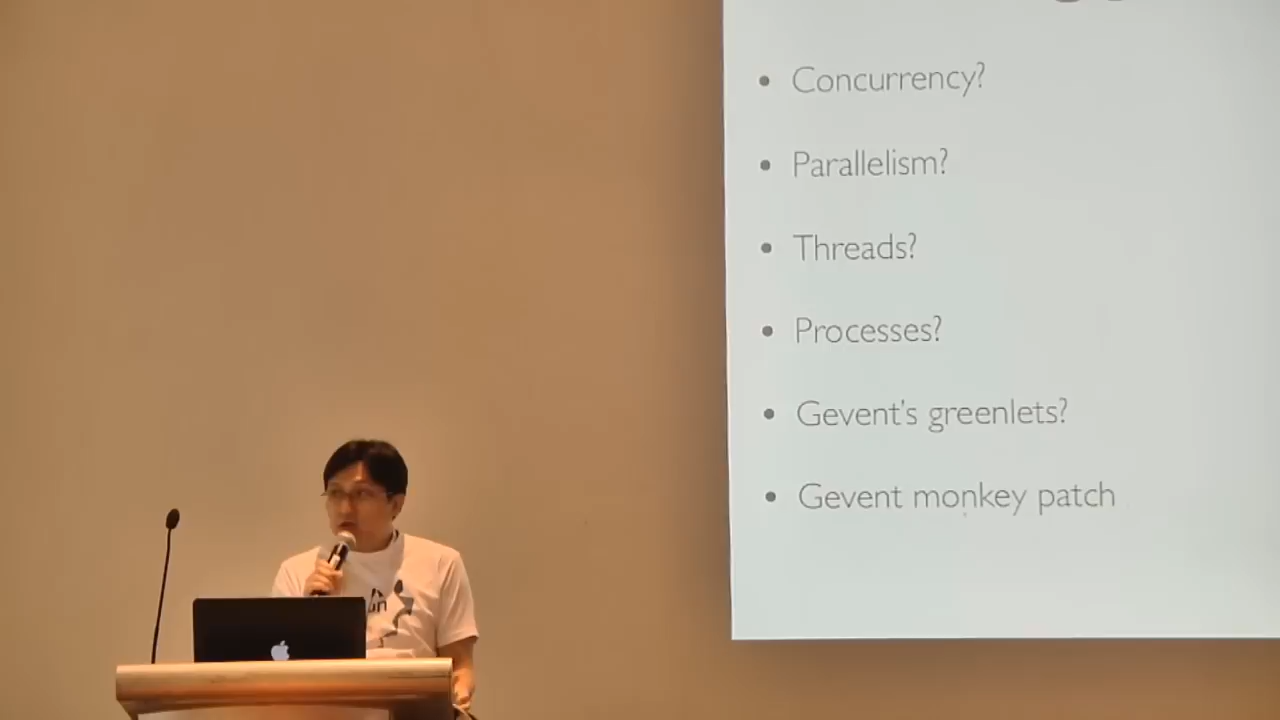 • Concurrency?
• Parallelism?
• Threads?
• Processes?
• Gevent's greenlets?
• Gevent monkey patch